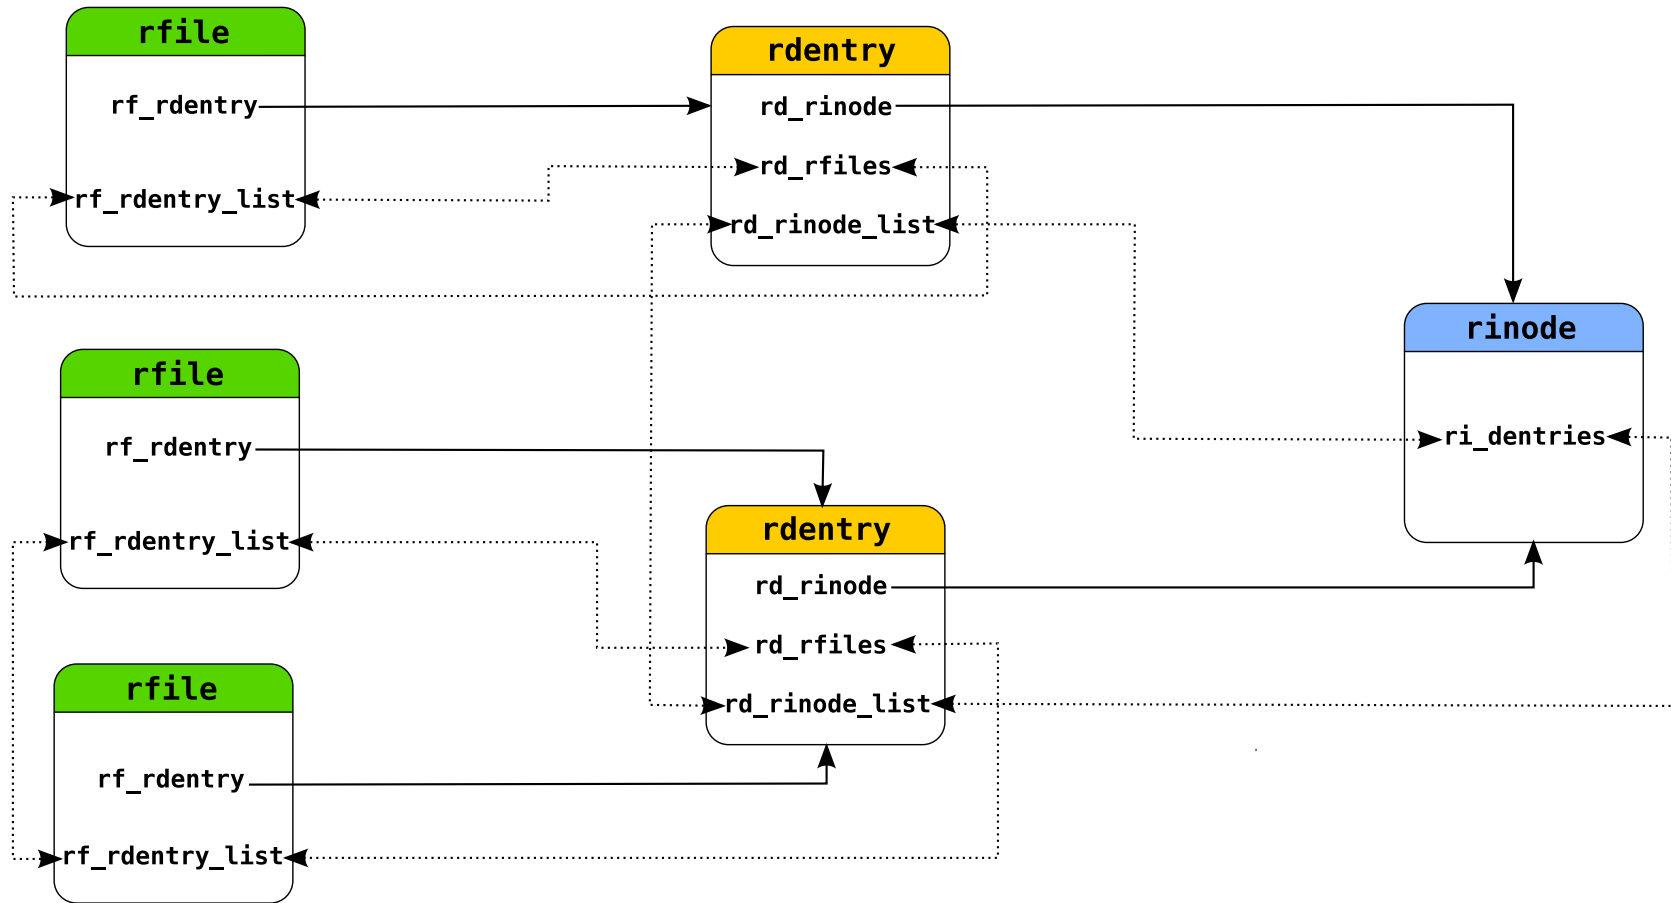 rfile
rf_rdentry
rf_rdentry_list
rdentry
rd_rinode
rd_rfiles
rd_rinode_list
rinode
ri_dentries
rfile
rf_rdentry
rf_rdentry_list
rdentry
rd_rinode
rd_rfiles
rd_rinode_list
rfile
rf_rdentry
rf_rdentry_list